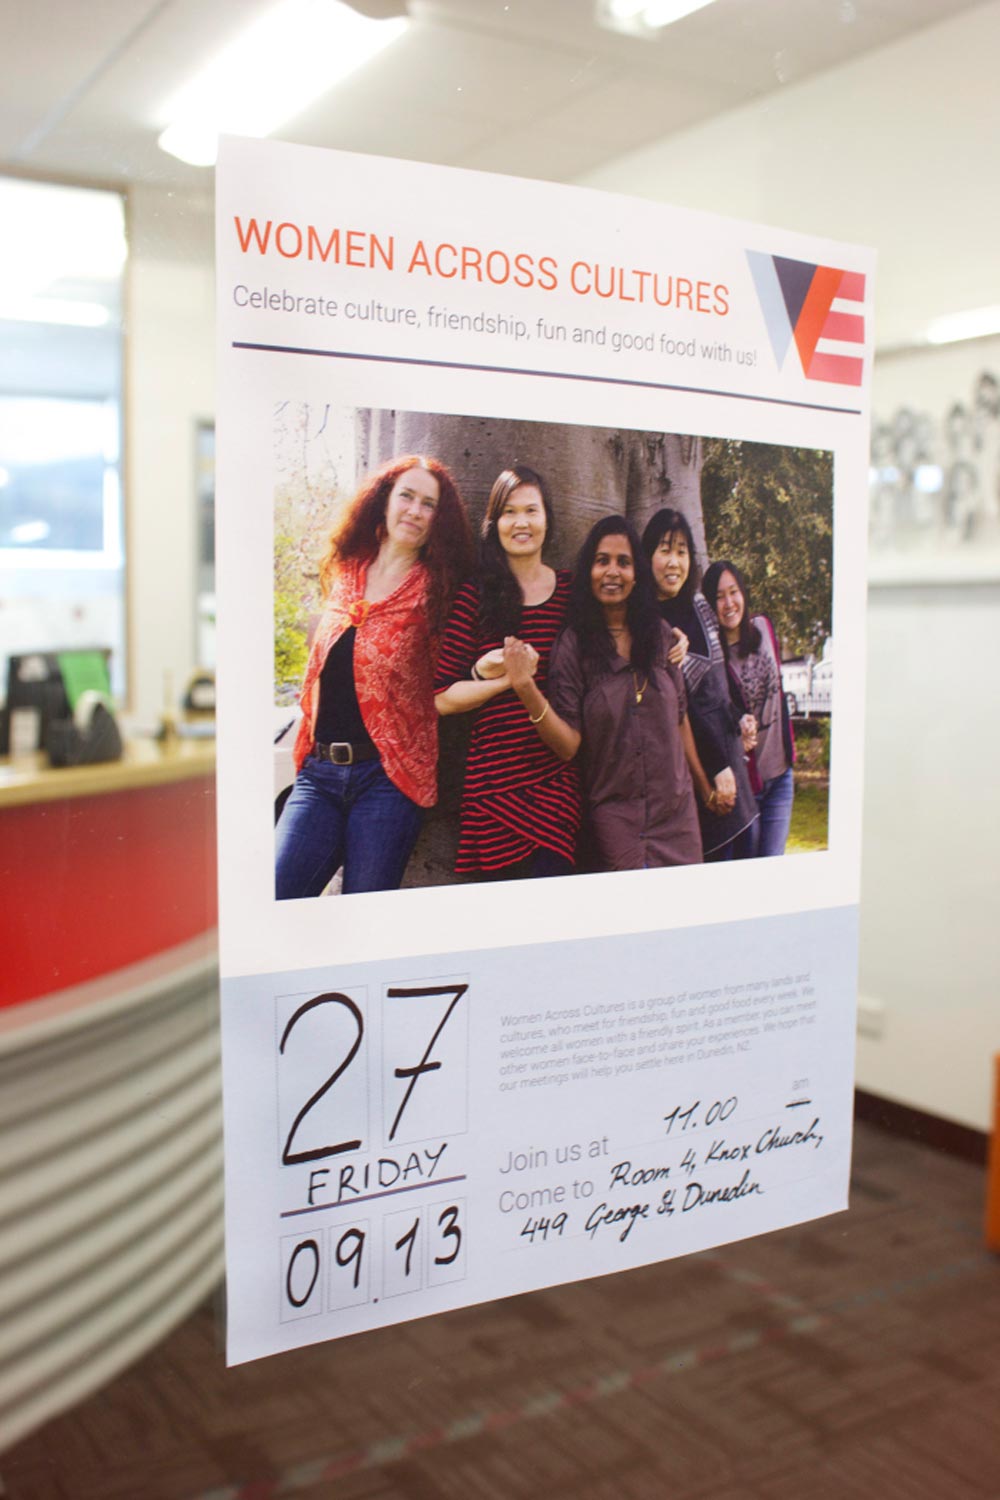 WOMEN ACROSS CULTURES
Celebrate culture, friendship, fun and good food with us!
WE
27
FRIDAY
09.13
Women Across Cultures is a group of women from many lands and
cultures, who meet for friendship, fun and good food every week. We
welcome all women with a friendly spirit. As a member, you can meet
other women face-to-face and share your experiences. We hope that
our meetings will help you settle here in Dunedin, NZ.
Join us at 11.00 am
Come to Room 4, Knox Church,
449 George St, Dunedin